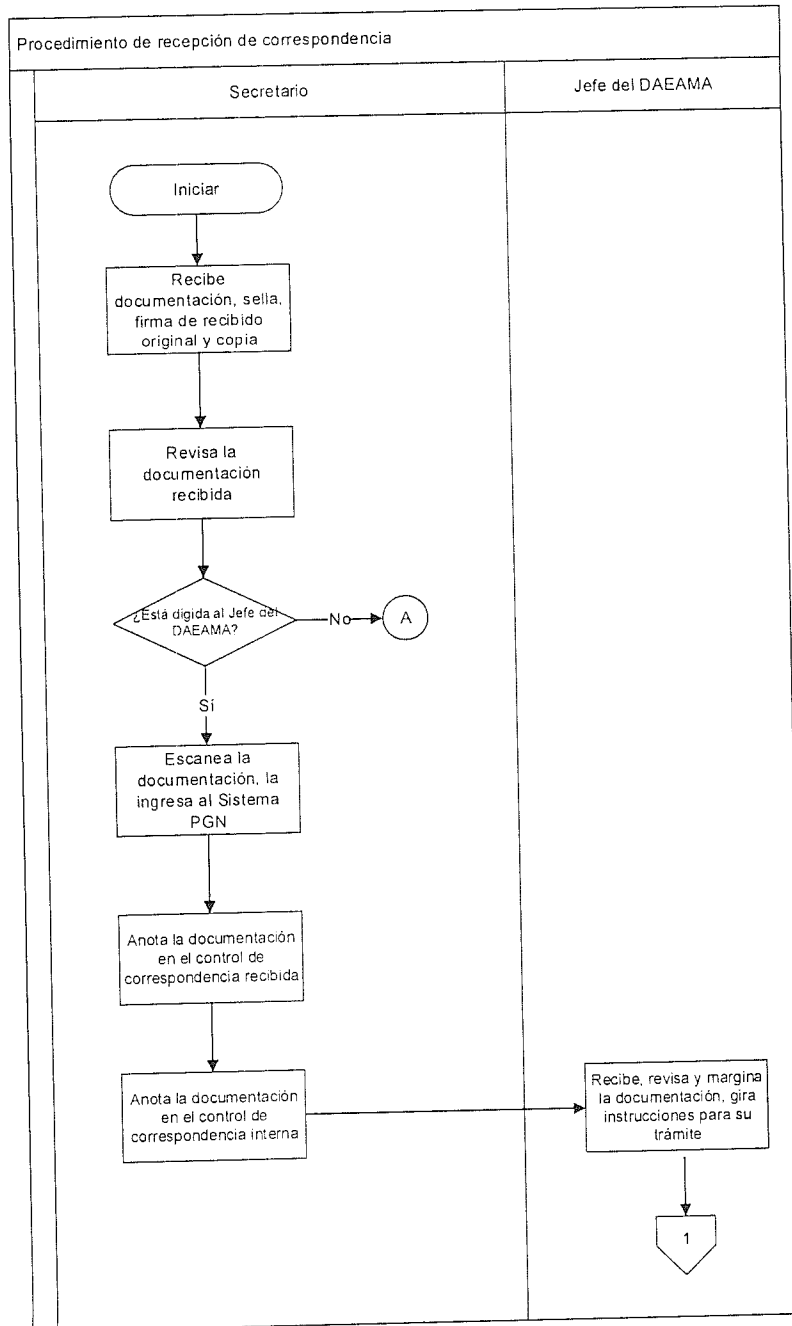 Procedimiento de recepción de correspondencia
Secretario
Jefe del DAEAMA
Iniciar
Recibe
documentación, sella,
firma de recibido
original y copia
Revisa la
documentación
recibida
¿Está digida al Jefe del
DAEAMA?
No
A
Sí
Escanea la
documentación, la
ingresa al Sistema
PGN
Anota la documentación
en el control de
correspondencia recibida
Anota la documentación
en el control de
correspondencia interna
Recibe, revisa y margina
la documentación, gira
instrucciones para su
trámite
1